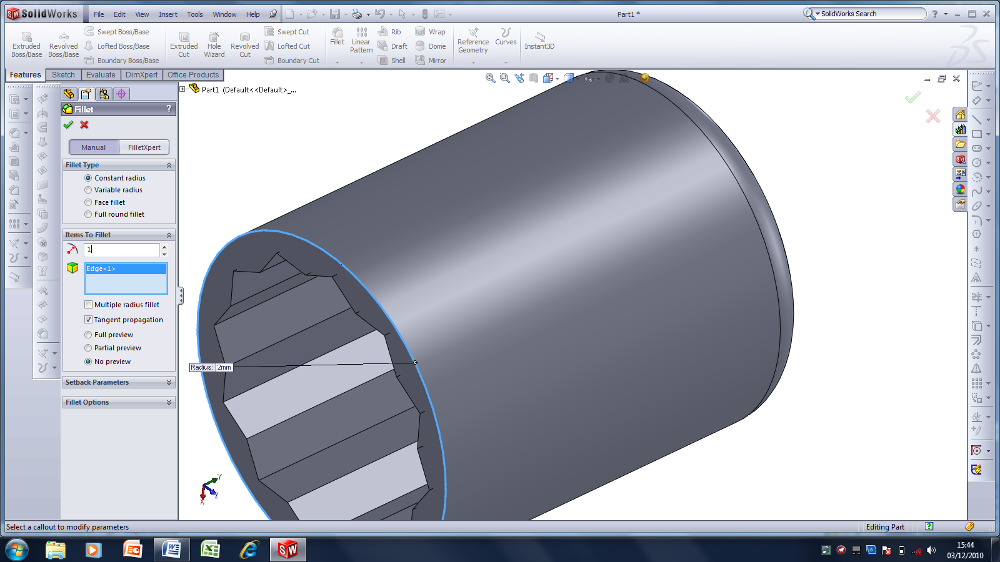 SolidWorks File Edit View Insert Tools Window Help Part1 * SolidWorks Search ?
Extruded Boss/Base
Revolved Boss/Base
Swept Boss/Base
Lofted Boss/Base
Boundary Boss/Base
Extruded Cut
Hole Wizard
Revolved Cut
Swept Cut
Lofted Cut
Boundary Cut
Fillet
Linear Pattern
Rib
Draft
Shell
Wrap
Dome
Mirror
Reference Geometry
Curves
Instant3D
Features Sketch Evaluate DimXpert Office Products
Part1 (Default<<Default>_...
Fillet ?
Manual FilletXpert
Fillet Type
Constant radius
Variable radius
Face fillet
Full round fillet
Items To Fillet
1
Edge<1>
Multiple radius fillet
Tangent propagation
Full preview
Partial preview
No preview
Setback Parameters
Fillet Options
Radius: 2mm
Y
Z
X
Select a callout to modify parameters
Editing Part ?
15:44
03/12/2010